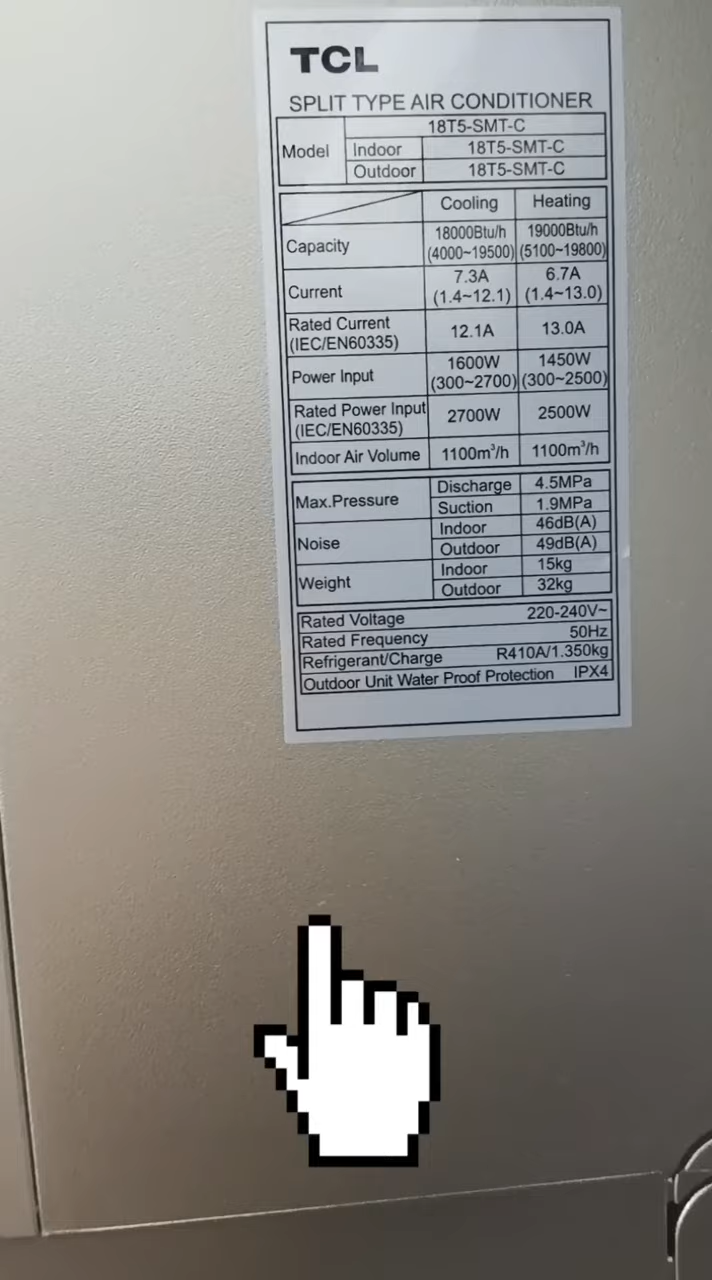 TCL
SPLIT TYPE AIR CONDITIONER
Model 18T5-SMT-C
Indoor 18T5-SMT-C
Outdoor 18T5-SMT-C
Cooling Heating
Capacity 18000Btu/h (4000~19500) 19000Btu/h (5100~19800)
Current 7.3A (1.4~12.1) 6.7A (1.4~13.0)
Rated Current (IEC/EN60335) 12.1A 13.0A
Power Input 1600W (300~2700) 1450W (300~2500)
Rated Power Input (IEC/EN60335) 2700W 2500W
Indoor Air Volume 1100m³/h 1100m³/h
Max.Pressure Discharge 4.5MPa
Suction 1.9MPa
Noise Indoor 46dB(A)
Outdoor 49dB(A)
Weight Indoor 15kg
Outdoor 32kg
Rated Voltage 220-240V~
Rated Frequency 50Hz
Refrigerant/Charge R410A/1.350kg
Outdoor Unit Water Proof Protection IPX4